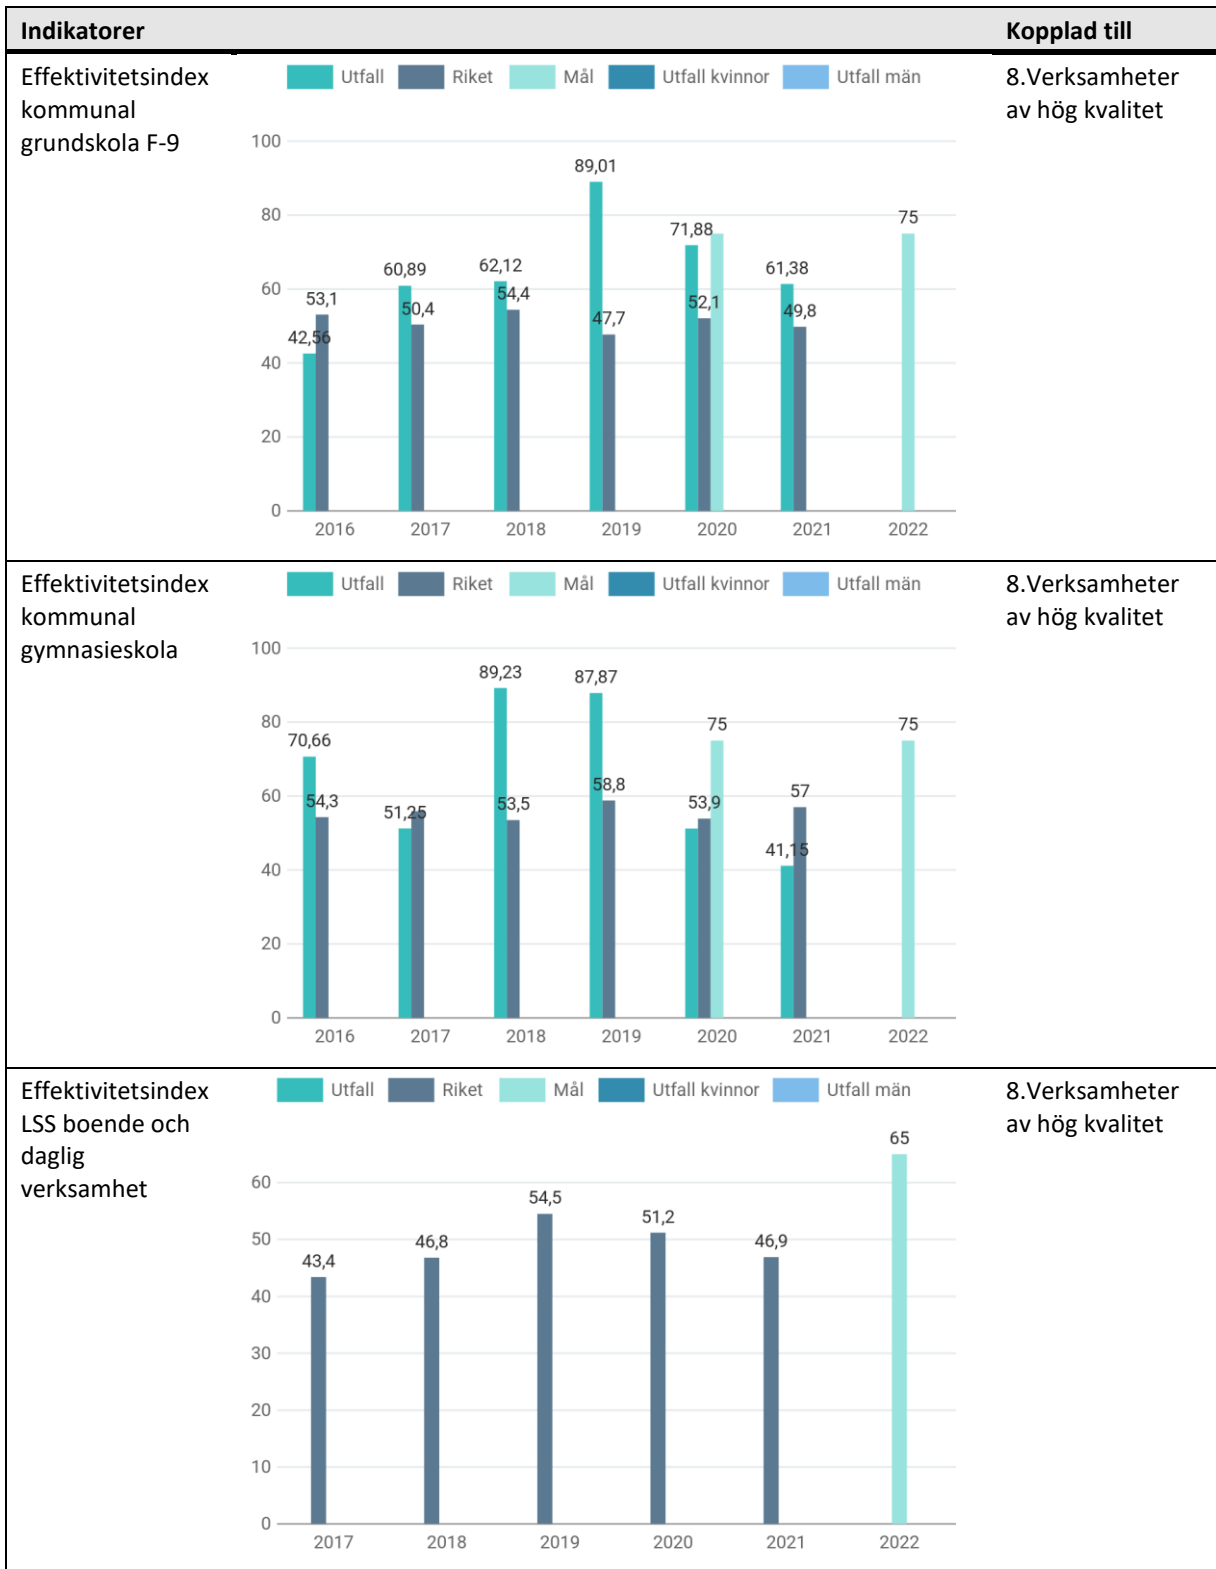 Indikatorer Kopplad till
Effektivitetsindex
kommunal
grundskola F-9
Utfall Riket Mål Utfall kvinnor Utfall män
8.Verksamheter
av hög kvalitet
100
80
60
40
20
0
42,56 53,1 60,89 50,4 62,12 54,4 89,01 47,7 71,88 52,1 61,38 49,8 75
2016 2017 2018 2019 2020 2021 2022
Effektivitetsindex
kommunal
gymnasieskola
Utfall Riket Mål Utfall kvinnor Utfall män
8.Verksamheter
av hög kvalitet
100
80
60
40
20
0
70,66 54,3 51,25 89,23 53,5 87,87 58,8 53,9 75 41,15 57 75
2016 2017 2018 2019 2020 2021 2022
Effektivitetsindex
LSS boende och
daglig
verksamhet
Utfall Riket Mål Utfall kvinnor Utfall män
8.Verksamheter
av hög kvalitet
60
50
40
30
20
10
0
43,4 46,8 54,5 51,2 46,9 65
2017 2018 2019 2020 2021 2022